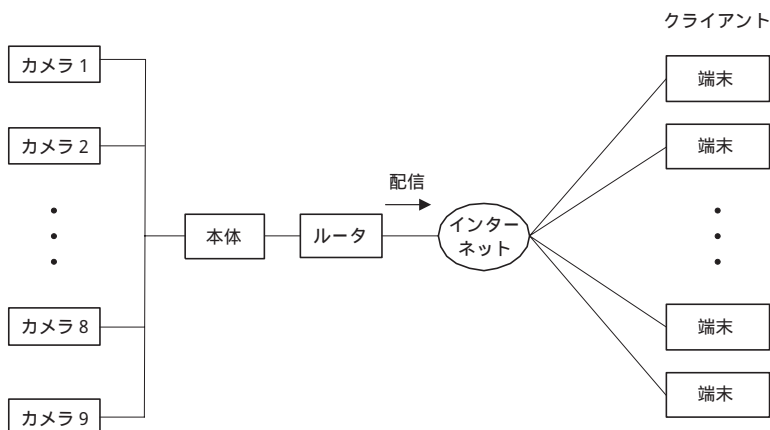 クライアント
カメラ 1
端末
カメラ 2
端末
配信
本体
ルータ
インター
ネット
カメラ 8
端末
カメラ 9
端末